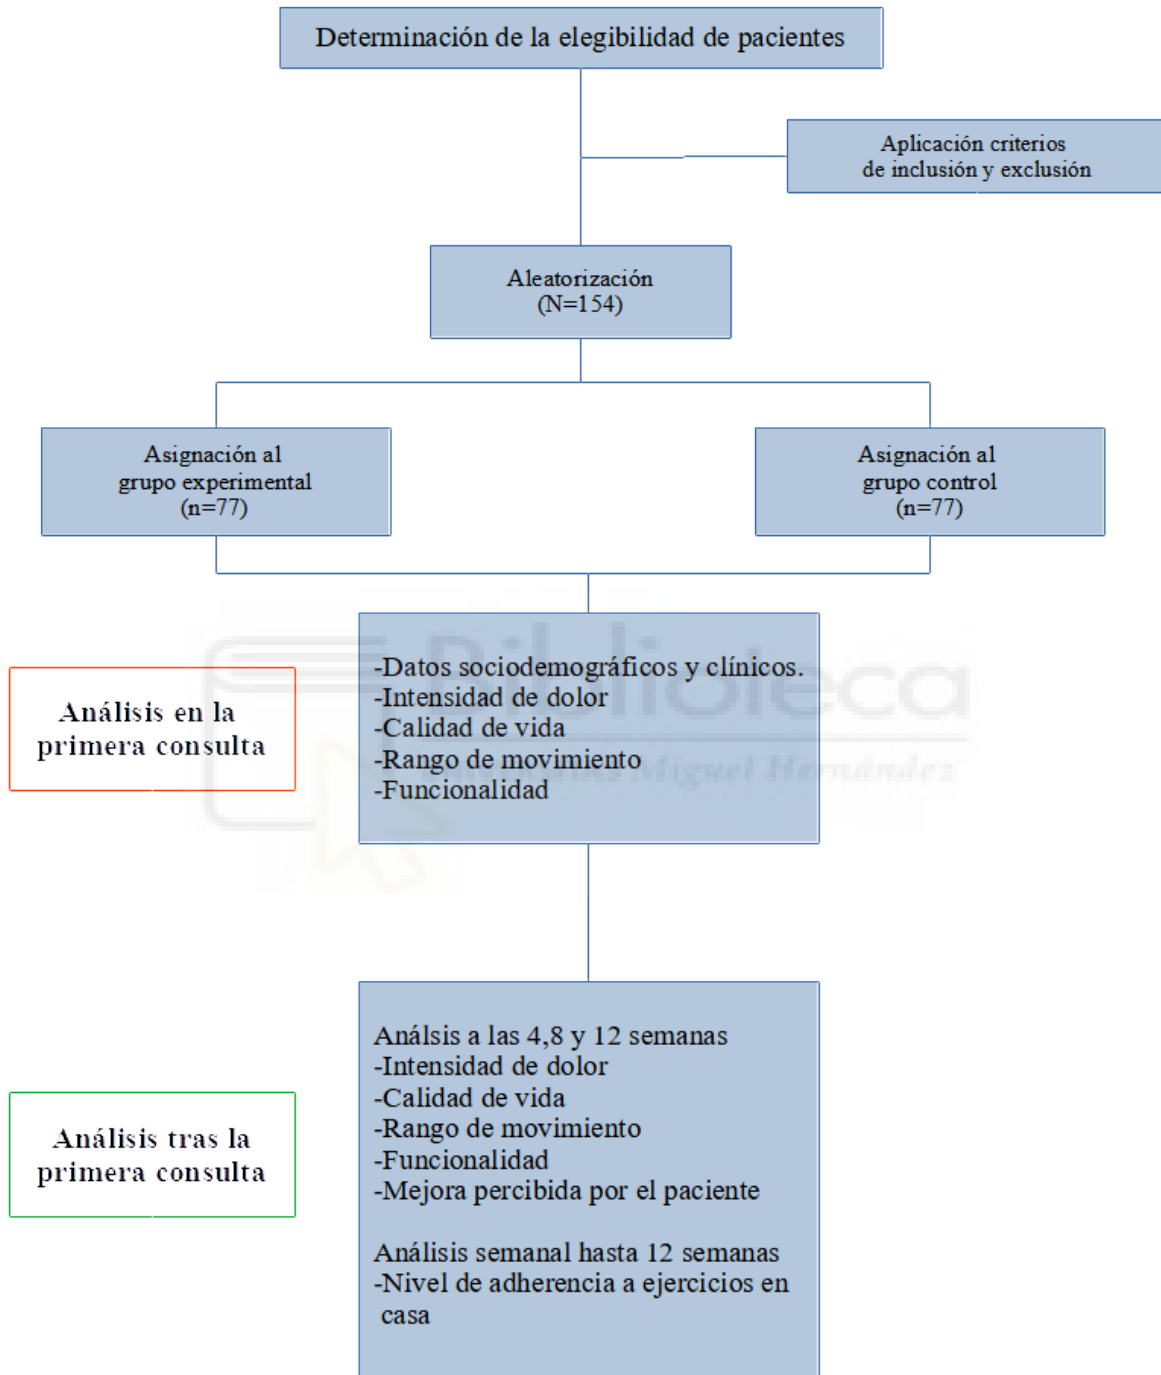 Determinación de la elegibilidad de pacientes
Aplicación criterios
de inclusión y exclusión
Aleatorización
(N=154)
Asignación al
grupo experimental
(n=77)
Asignación al
grupo control
(n=77)
Análisis en la
primera consulta
-Datos sociodemográficos y clínicos.
-Intensidad de dolor
-Calidad de vida
-Rango de movimiento
-Funcionalidad
Biblioteca
UNIVERSITAS Miguel Hernández
Análisis tras la
primera consulta
Análsis a las 4,8 y 12 semanas
-Intensidad de dolor
-Calidad de vida
-Rango de movimiento
-Funcionalidad
-Mejora percibida por el paciente
Análisis semanal hasta 12 semanas
-Nivel de adherencia a ejercicios en
casa